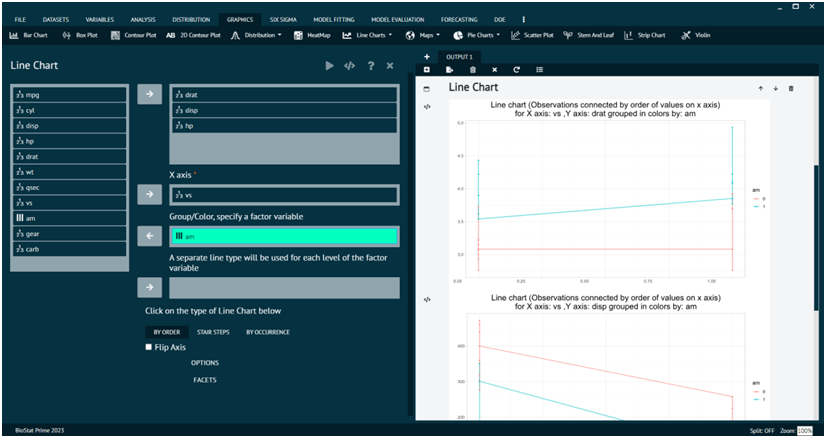 FILE DATASETS VARIABLES ANALYSIS DISTRIBUTION GRAPHICS SIX SIGMA MODEL FITTING MODEL EVALUATION FORECASTING DOE
Bar Chart Box Plot Contour Plot AB 2D Contour Plot Distribution HeatMap Line Charts Maps Pie Charts Scatter Plot Stem And Leaf Strip Chart Violin
Line Chart
mpg
cyl
disp
hp
drat
wt
qsec
vs
am
gear
carb
drat
disp
hp
X axis *
vs
Group/Color, specify a factor variable
am
A separate line type will be used for each level of the factor
variable
Click on the type of Line Chart below
BY ORDER STAIR STEPS BY OCCURRENCE
Flip Axis
OPTIONS
FACETS
OUTPUT 1
Line Chart
Line chart (Observations connected by order of values on x axis)
for X axis: vs ,Y axis: drat grouped in colors by: am
5.0
4.5
4.0
3.5
3.0
0.00 0.25 0.50 0.75 1.00
am
0
1
Line chart (Observations connected by order of values on x axis)
for X axis: vs ,Y axis: disp grouped in colors by: am
400
300
200
am
0
1
BioStat Prime 2023
Split: OFF Zoom: 100%